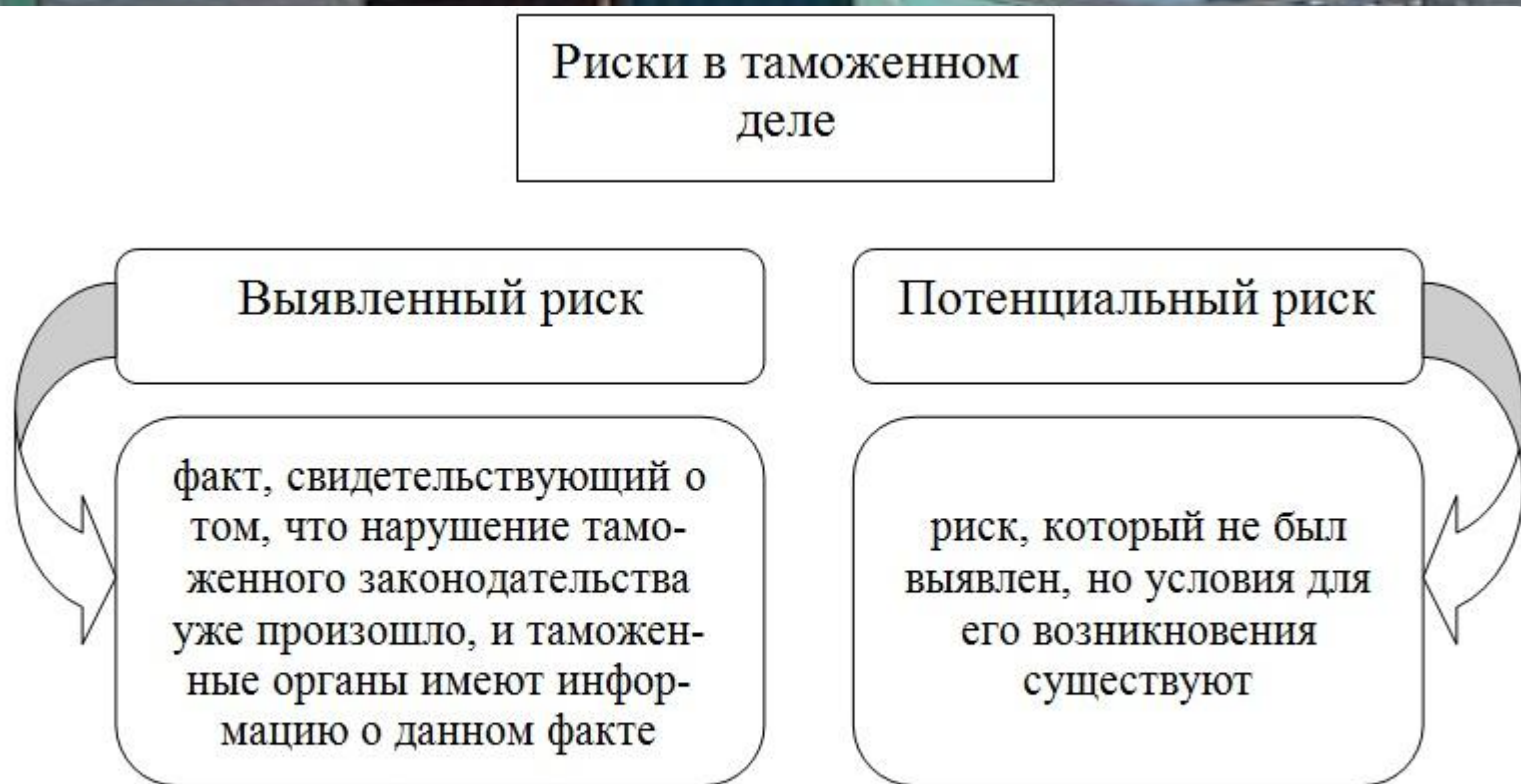 Риски в таможенном
деле
Выявленный риск
факт, свидетельствующий о
том, что нарушение тамо-
женного законодательства
уже произошло, и таможен-
ные органы имеют инфор-
мацию о данном факте
Потенциальный риск
риск, который не был
выявлен, но условия для
его возникновения
существуют